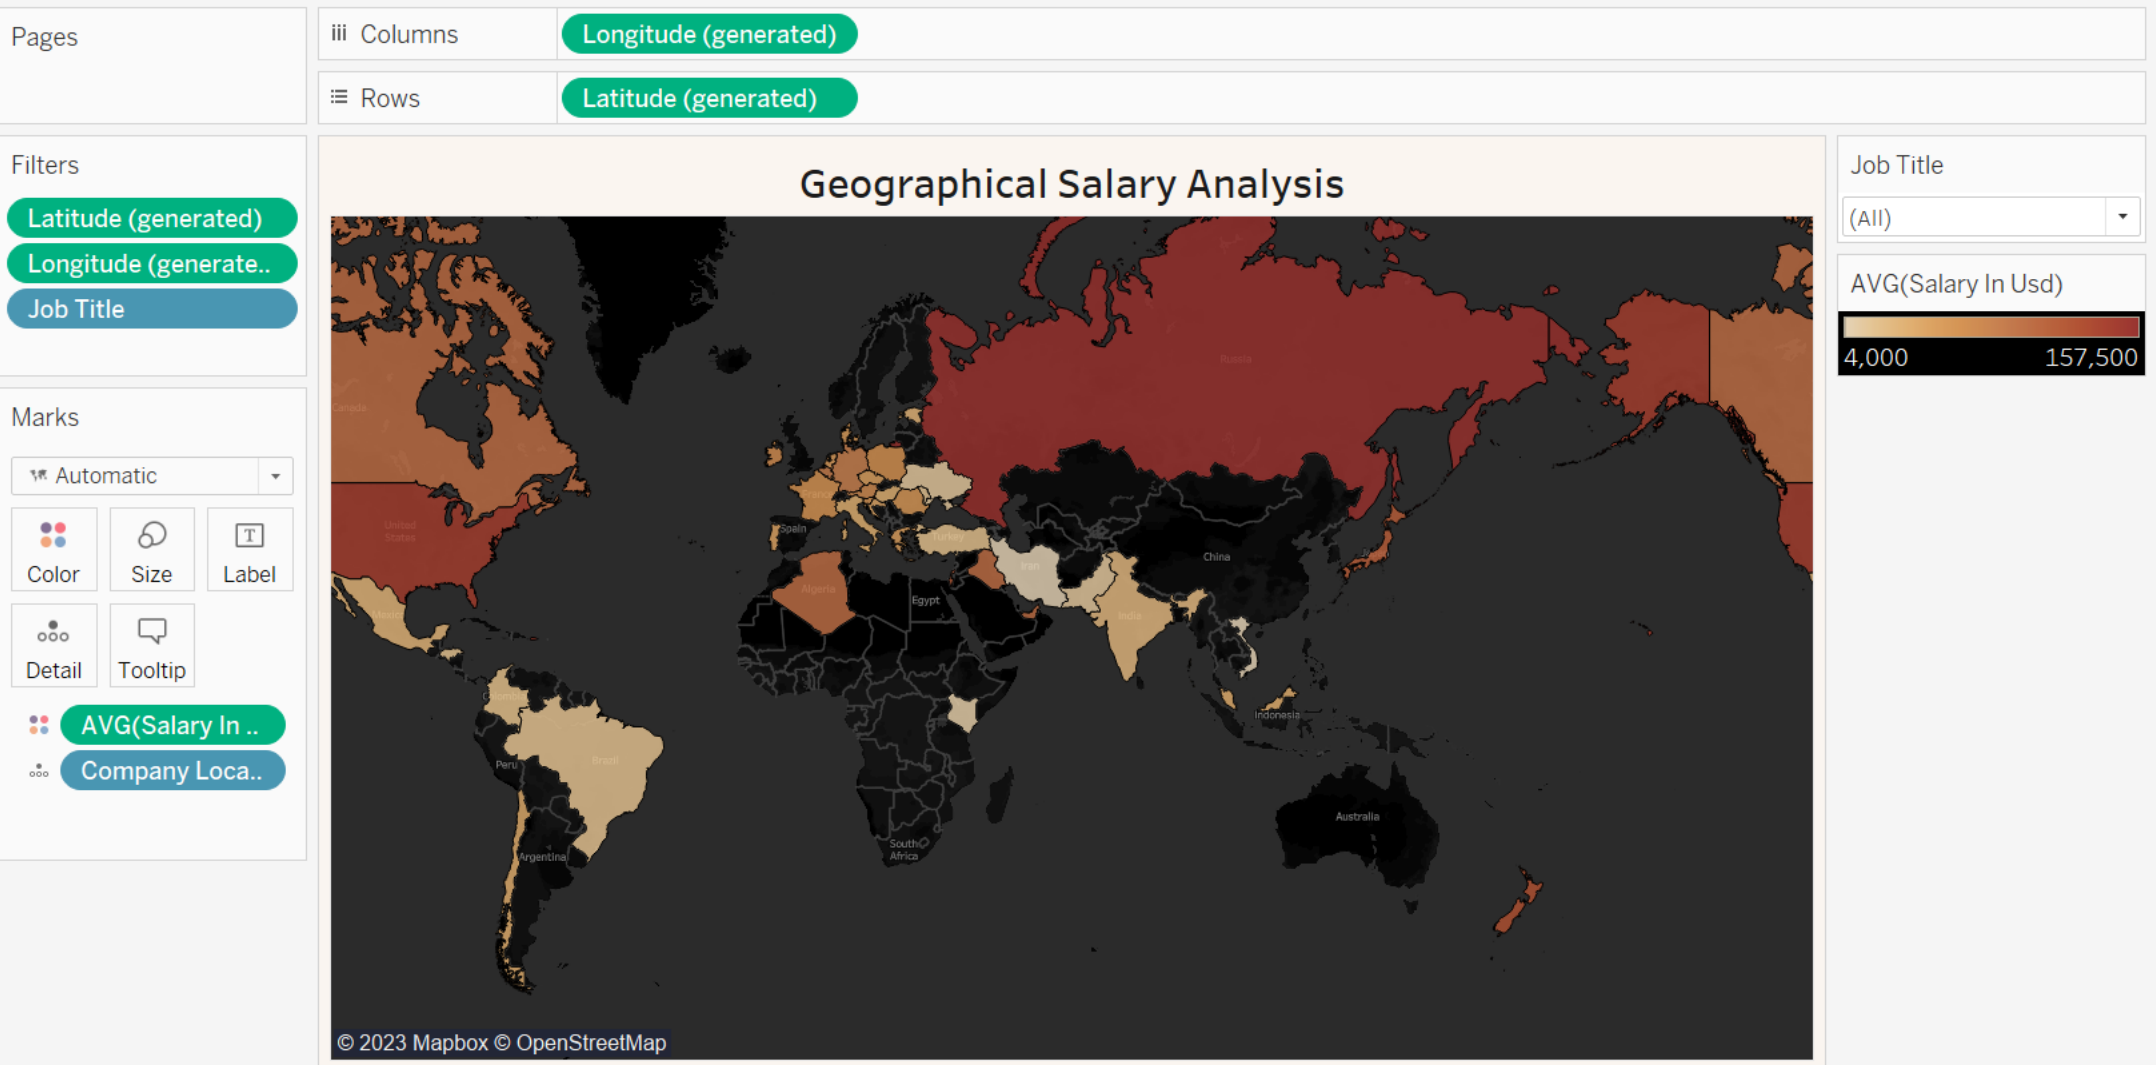 Pages
Columns
Longitude (generated)
Rows
Latitude (generated)
Filters
Latitude (generated)
Longitude (generate..
Job Title
Marks
Automatic
Color
Size
Label
Detail
Tooltip
AVG(Salary In ..
Company Loca..
Geographical Salary Analysis
Russia
Canada
United
States
France
Spain
Turkey
China
Iran
Algeria
Egypt
India
Mexico
Colombia
Indonesia
Brazil
Peru
Australia
South
Africa
Argentina
© 2023 Mapbox © OpenStreetMap
Job Title
(All)
AVG(Salary In Usd)
4,000
157,500